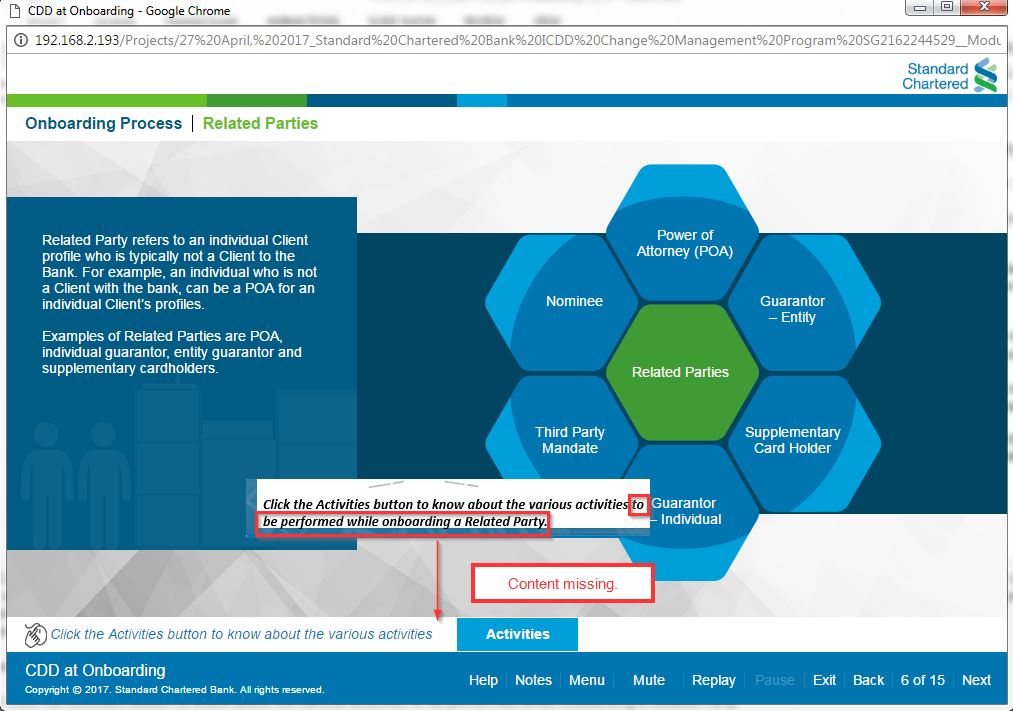 CDD at Onboarding - Google Chrome
192.168.2.193/Projects/27%20April,%202017_Standard%20Chartered%20Bank%20ICDD%20Change%20Management%20Program%20SG2162244529__Modu
Standard
Chartered
Onboarding Process | Related Parties
Related Party refers to an individual Client
profile who is typically not a Client to the
Bank. For example, an individual who is not
a Client with the bank, can be a POA for an
individual Client's profiles.
Examples of Related Parties are POA,
individual guarantor, entity guarantor and
supplementary cardholders.
Power of
Attorney (POA)
Nominee
Guarantor
– Entity
Related Parties
Third Party
Mandate
Supplementary
Card Holder
Guarantor
– Individual
Click the Activities button to know about the various activities to
be performed while onboarding a Related Party.
Content missing.
Click the Activities button to know about the various activities
Activities
CDD at Onboarding
Copyright © 2017. Standard Chartered Bank. All rights reserved.
Help Notes Menu Mute Replay Pause Exit Back 6 of 15 Next